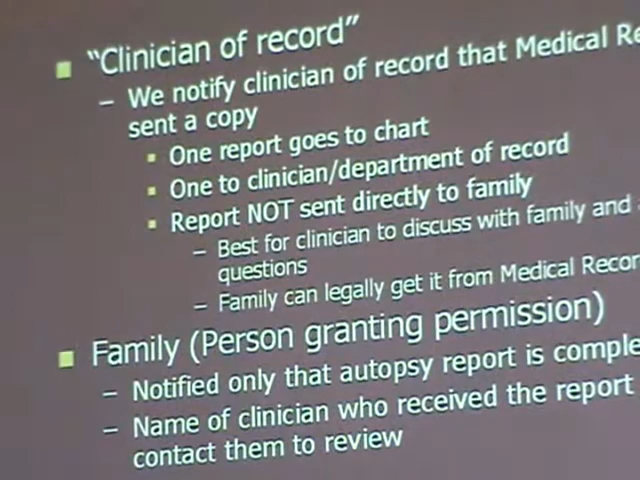 "Clinician of record"
– We notify clinician of record that Medical Re
sent a copy
One report goes to chart
One to clinician/department of record
Report NOT sent directly to family
– Best for clinician to discuss with family and a
questions
– Family can legally get it from Medical Recor
Family (Person granting permission)
– Notified only that autopsy report is comple
– Name of clinician who received the report
contact them to review